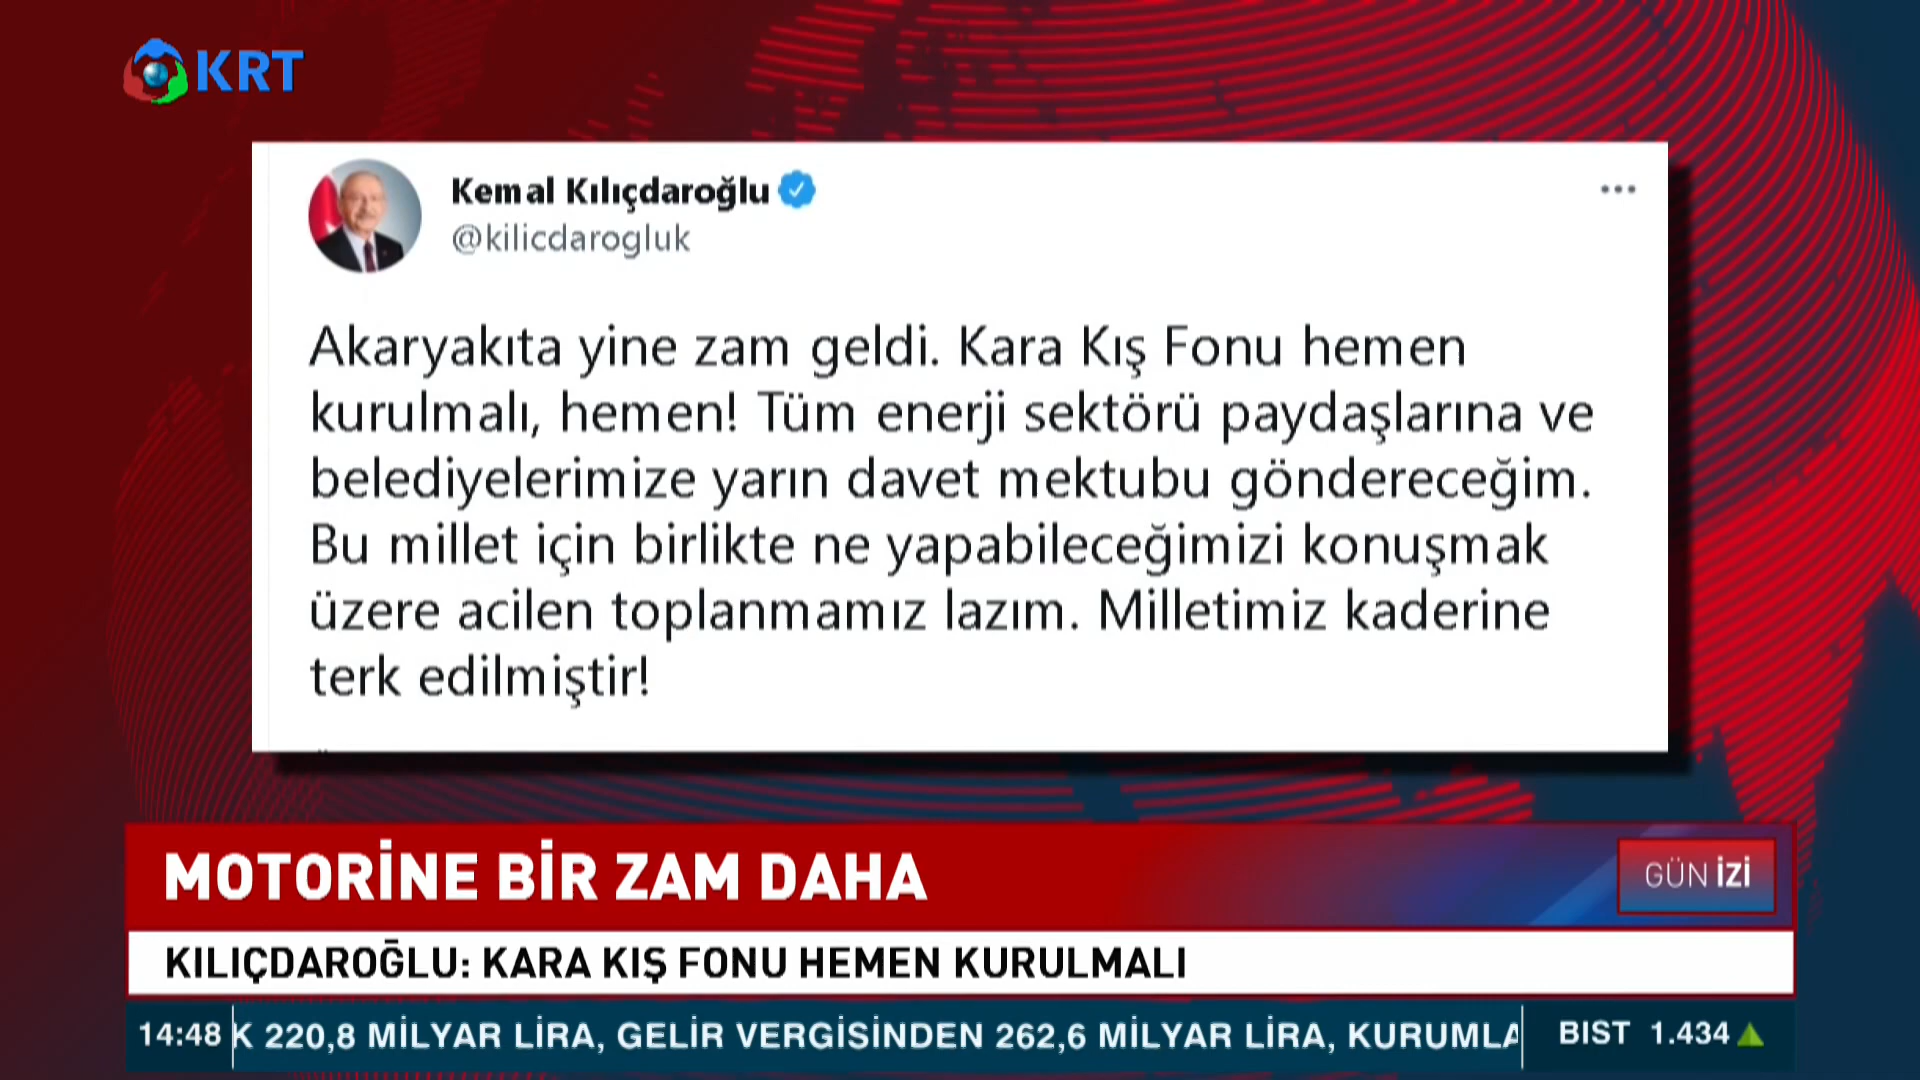 KRT
Kemal Kılıçdaroğlu
@kilicdarogluk
Akaryakıta yine zam geldi. Kara Kış Fonu hemen
kurulmalı, hemen! Tüm enerji sektörü paydaşlarına ve
belediyelerimize yarın davet mektubu göndereceğim.
Bu millet için birlikte ne yapabileceğimizi konuşmak
üzere acilen toplanmamız lazım. Milletimiz kaderine
terk edilmiştir!
MOTORİNE BİR ZAM DAHA
GÜN İZİ
KILIÇDAROĞLU: KARA KIŞ FONU HEMEN KURULMALI
14:48 K 220,8 MİLYAR LİRA, GELİR VERGİSİNDEN 262,6 MİLYAR LİRA, KURUMLA BIST 1.434